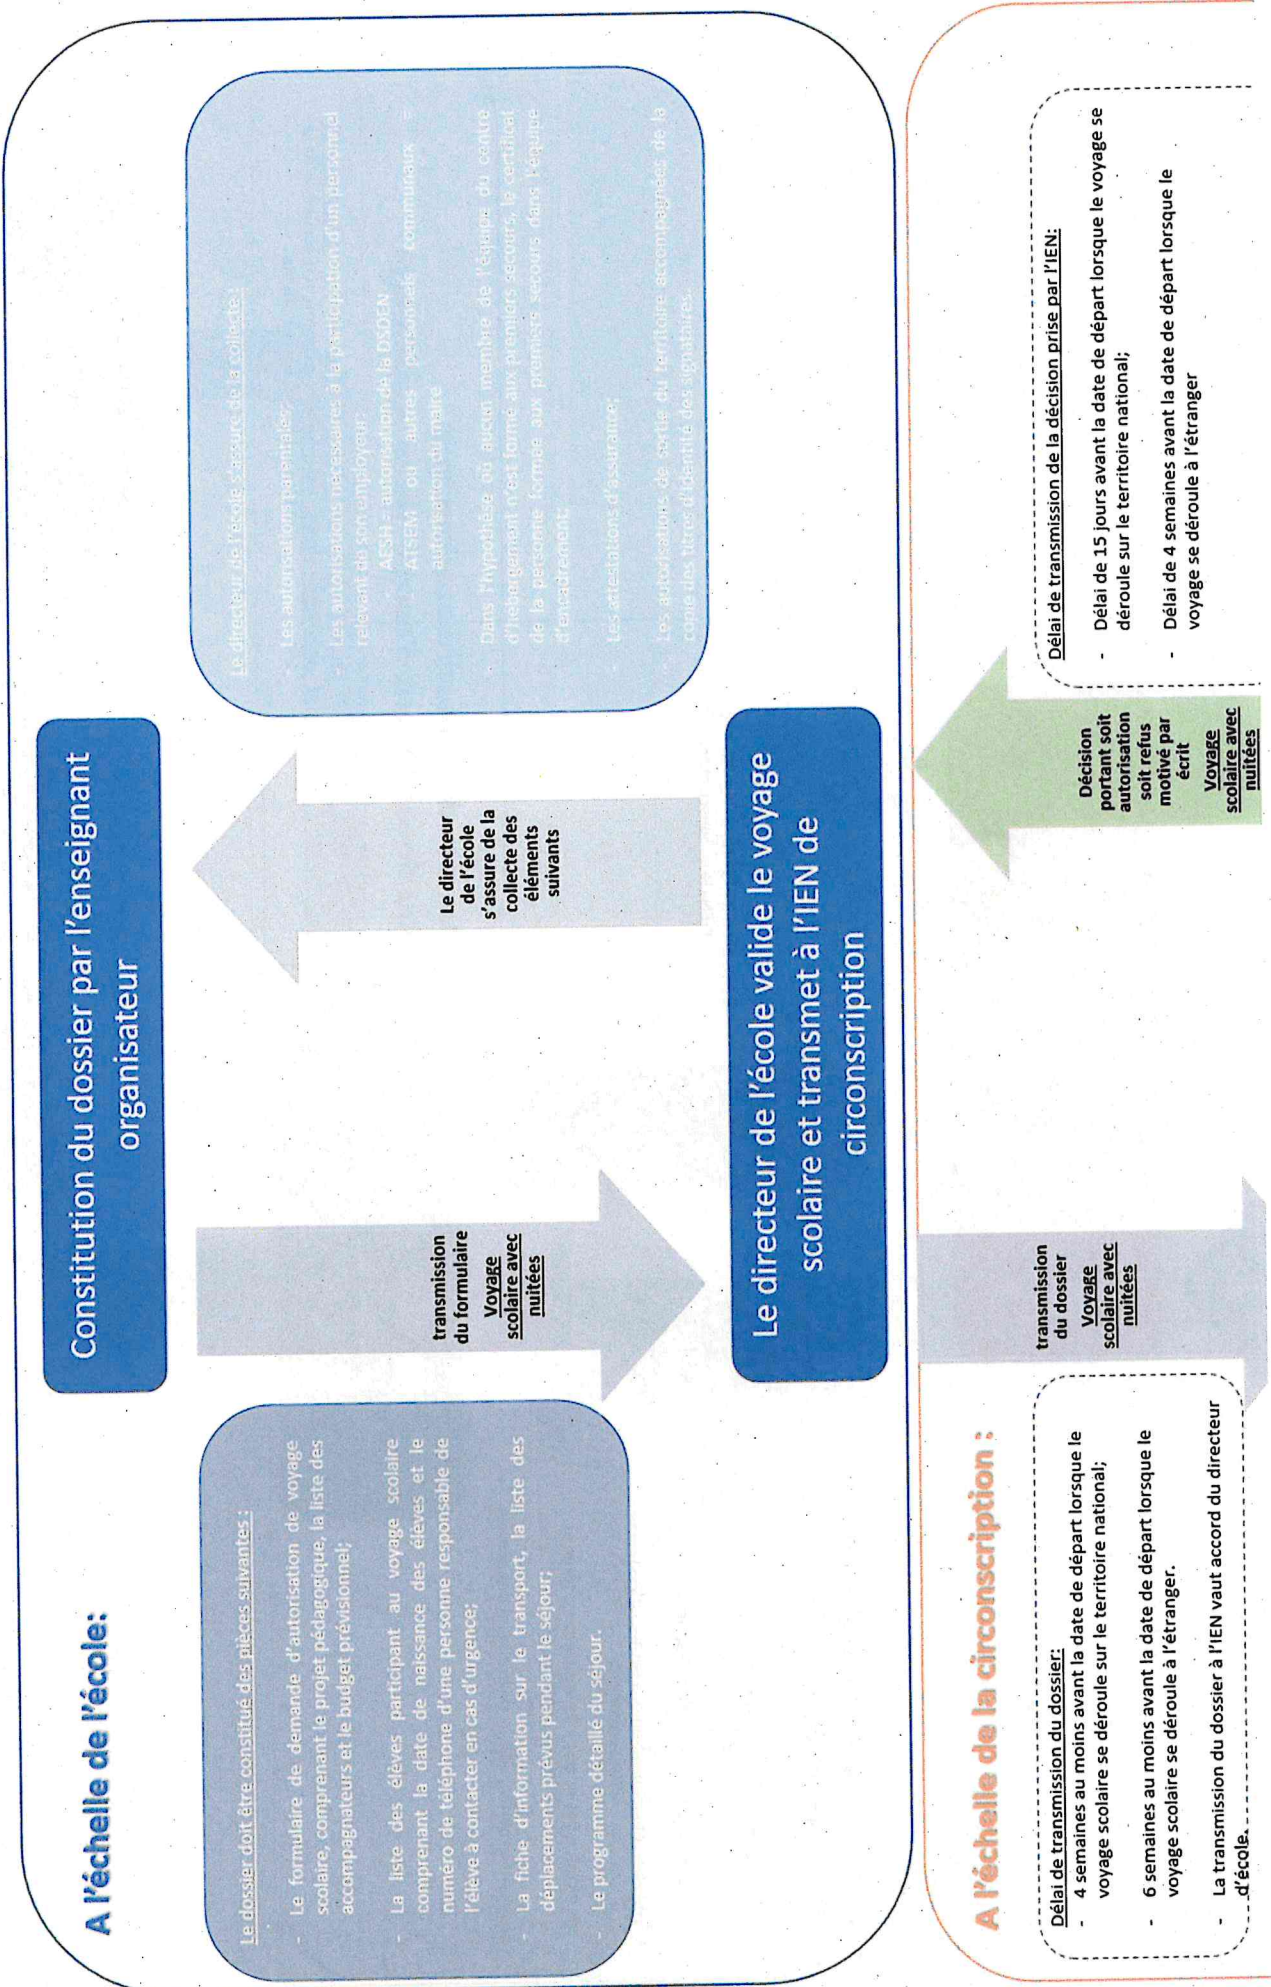 A l'échelle de l'école:
Constitution du dossier par l'enseignant
organisateur
Le dossier doit être constitué des pièces suivantes :
- Le formulaire de demande d'autorisation de voyage
scolaire, comprenant le projet pédagogique, la liste des
accompagnateurs et le budget prévisionnel;
- La liste des élèves participant au voyage scolaire
comprenant la date de naissance des élèves et le
numéro de téléphone d'une personne responsable de
l'élève à contacter en cas d'urgence;
- La fiche d'information sur le transport, la liste des
déplacements prévus pendant le séjour;
- Le programme détaillé du séjour.
transmission
du formulaire
Voyage
scolaire avec
nuitées
Le directeur
de l'école
s'assure de la
collecte des
éléments
suivants
Le directeur de l'école s'assure de la collecte :
- Les autorisations parentales;
- Les autorisations nécessaires à la participation d'un personnel
relevant de son employeur
AESH = autorisation de la DSDEN
ATSEM ou autres personnels communaux =
autorisation du maire
- Dans l'hypothèse où aucun membre de l'équipe du centre
d'hébergement n'est formé aux premiers secours, le certificat
de la personne formée aux premiers secours dans l'équipe
d'encadrement;
- Les attestations d'assurance;
- Les autorisations de sortie du territoire accompagnées de la
copie des titres d'identité des signataires.
Le directeur de l'école valide le voyage
scolaire et transmet à l'IEN de
circonscription
A l'échelle de la circonscription :
Délai de transmission du dossier:
- 4 semaines au moins avant la date de départ lorsque le
voyage scolaire se déroule sur le territoire national;
- 6 semaines au moins avant la date de départ lorsque le
voyage scolaire se déroule à l'étranger.
- La transmission du dossier à l'IEN vaut accord du directeur
d'école.
transmission
du dossier
Voyage
scolaire avec
nuitées
Décision
portant soit
autorisation
soit refus
motivé par
écrit
Voyage
scolaire avec
nuitées
Délai de transmission de la décision prise par l'IEN:
- Délai de 15 jours avant la date de départ lorsque le voyage se
déroule sur le territoire national;
- Délai de 4 semaines avant la date de départ lorsque le
voyage se déroule à l'étranger